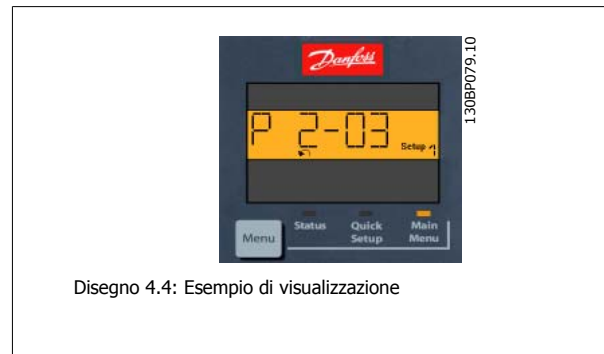 Danfoss
130BP079.10
P 2-03 Setup 1
Menu
Status Quick Setup Main Menu
Disegno 4.4: Esempio di visualizzazione